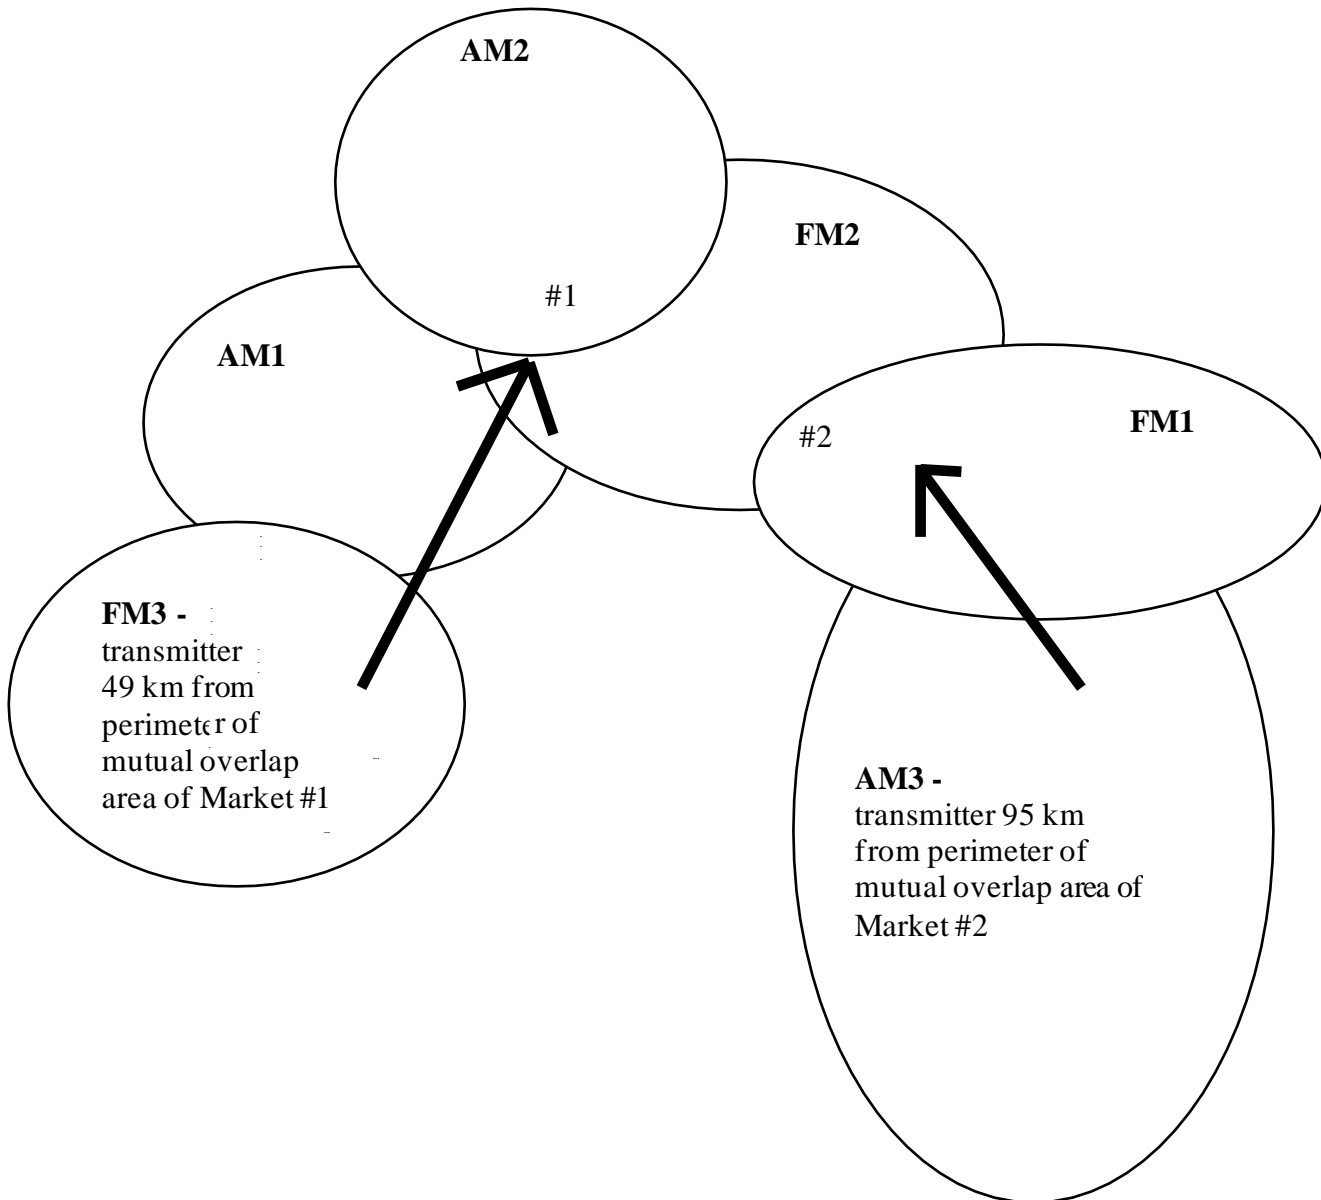 AM2
FM2
#1
AM1
FM1
#2
FM3 -
transmitter
49 km from
perimeter of
mutual overlap
area of Market #1
AM3 -
transmitter 95 km
from perimeter of
mutual overlap area of
Market #2